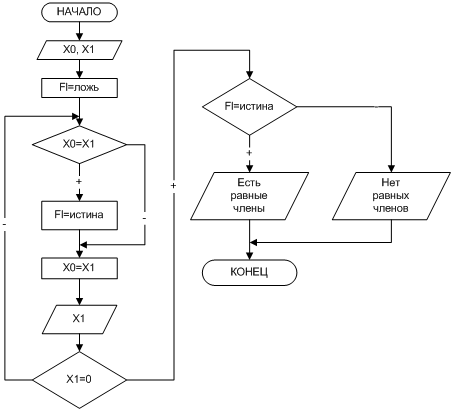 НАЧАЛО
X0, X1
Fl=ложь
X0=X1
+
-
Fl=истина
X0=X1
X1
X1=0
-
+
Fl=истина
+
-
Есть
равные
члены
Нет
равных
членов
КОНЕЦ